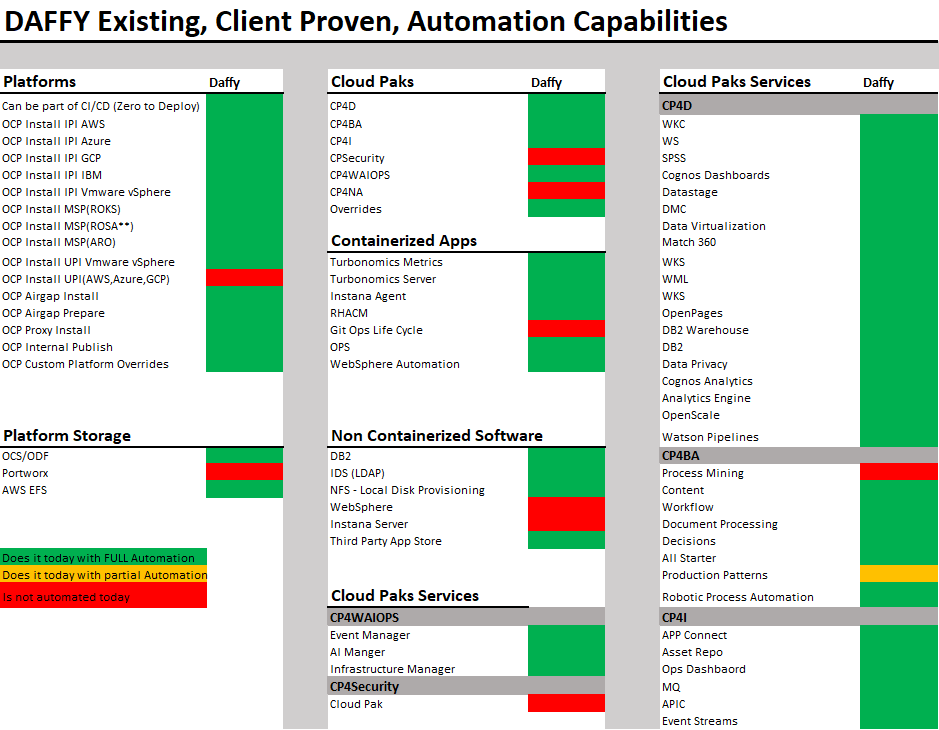 DAFFY Existing, Client Proven, Automation Capabilities
Platforms Daffy
Can be part of CI/CD (Zero to Deploy)
OCP Install IPI AWS
OCP Install IPI Azure
OCP Install IPI GCP
OCP Install IPI IBM
OCP Install IPI Vmware vSphere
OCP Install MSP(ROKS)
OCP Install MSP(ROSA**)
OCP Install MSP(ARO)
OCP Install UPI Vmware vSphere
OCP Install UPI(AWS,Azure,GCP)
OCP Airgap Install
OCP Airgap Prepare
OCP Proxy Install
OCP Internal Publish
OCP Custom Platform Overrides
Platform Storage
OCS/ODF
Portworx
AWS EFS
Does it today with FULL Automation
Does it today with partial Automation
Is not automated today
Cloud Paks Daffy
CP4D
CP4BA
CP4I
CPSecurity
CP4WAIOPS
CP4NA
Overrides
Containerized Apps
Turbonomics Metrics
Turbonomics Server
Instana Agent
RHACM
Git Ops Life Cycle
OPS
WebSphere Automation
Non Containerized Software
DB2
IDS (LDAP)
NFS - Local Disk Provisioning
WebSphere
Instana Server
Third Party App Store
Cloud Paks Services
CP4WAIOPS
Event Manager
AI Manger
Infrastructure Manager
CP4Security
Cloud Pak
Cloud Paks Services Daffy
CP4D
WKC
WS
SPSS
Cognos Dashboards
Datastage
DMC
Data Virtualization
Match 360
WKS
WML
WKS
OpenPages
DB2 Warehouse
DB2
Data Privacy
Cognos Analytics
Analytics Engine
OpenScale
Watson Pipelines
CP4BA
Process Mining
Content
Workflow
Document Processing
Decisions
All Starter
Production Patterns
Robotic Process Automation
CP4I
APP Connect
Asset Repo
Ops Dashbaord
MQ
APIC
Event Streams